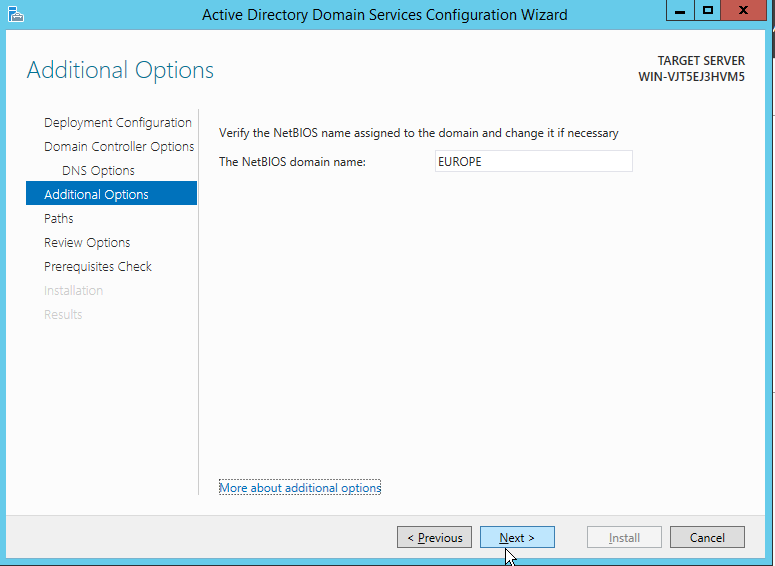 Active Directory Domain Services Configuration Wizard
Additional Options
TARGET SERVER
WIN-VJT5EJ3HVM5
Deployment Configuration
Domain Controller Options
DNS Options
Additional Options
Paths
Review Options
Prerequisites Check
Installation
Results
Verify the NetBIOS name assigned to the domain and change it if necessary
The NetBIOS domain name: EUROPE
More about additional options
< Previous Next > Install Cancel